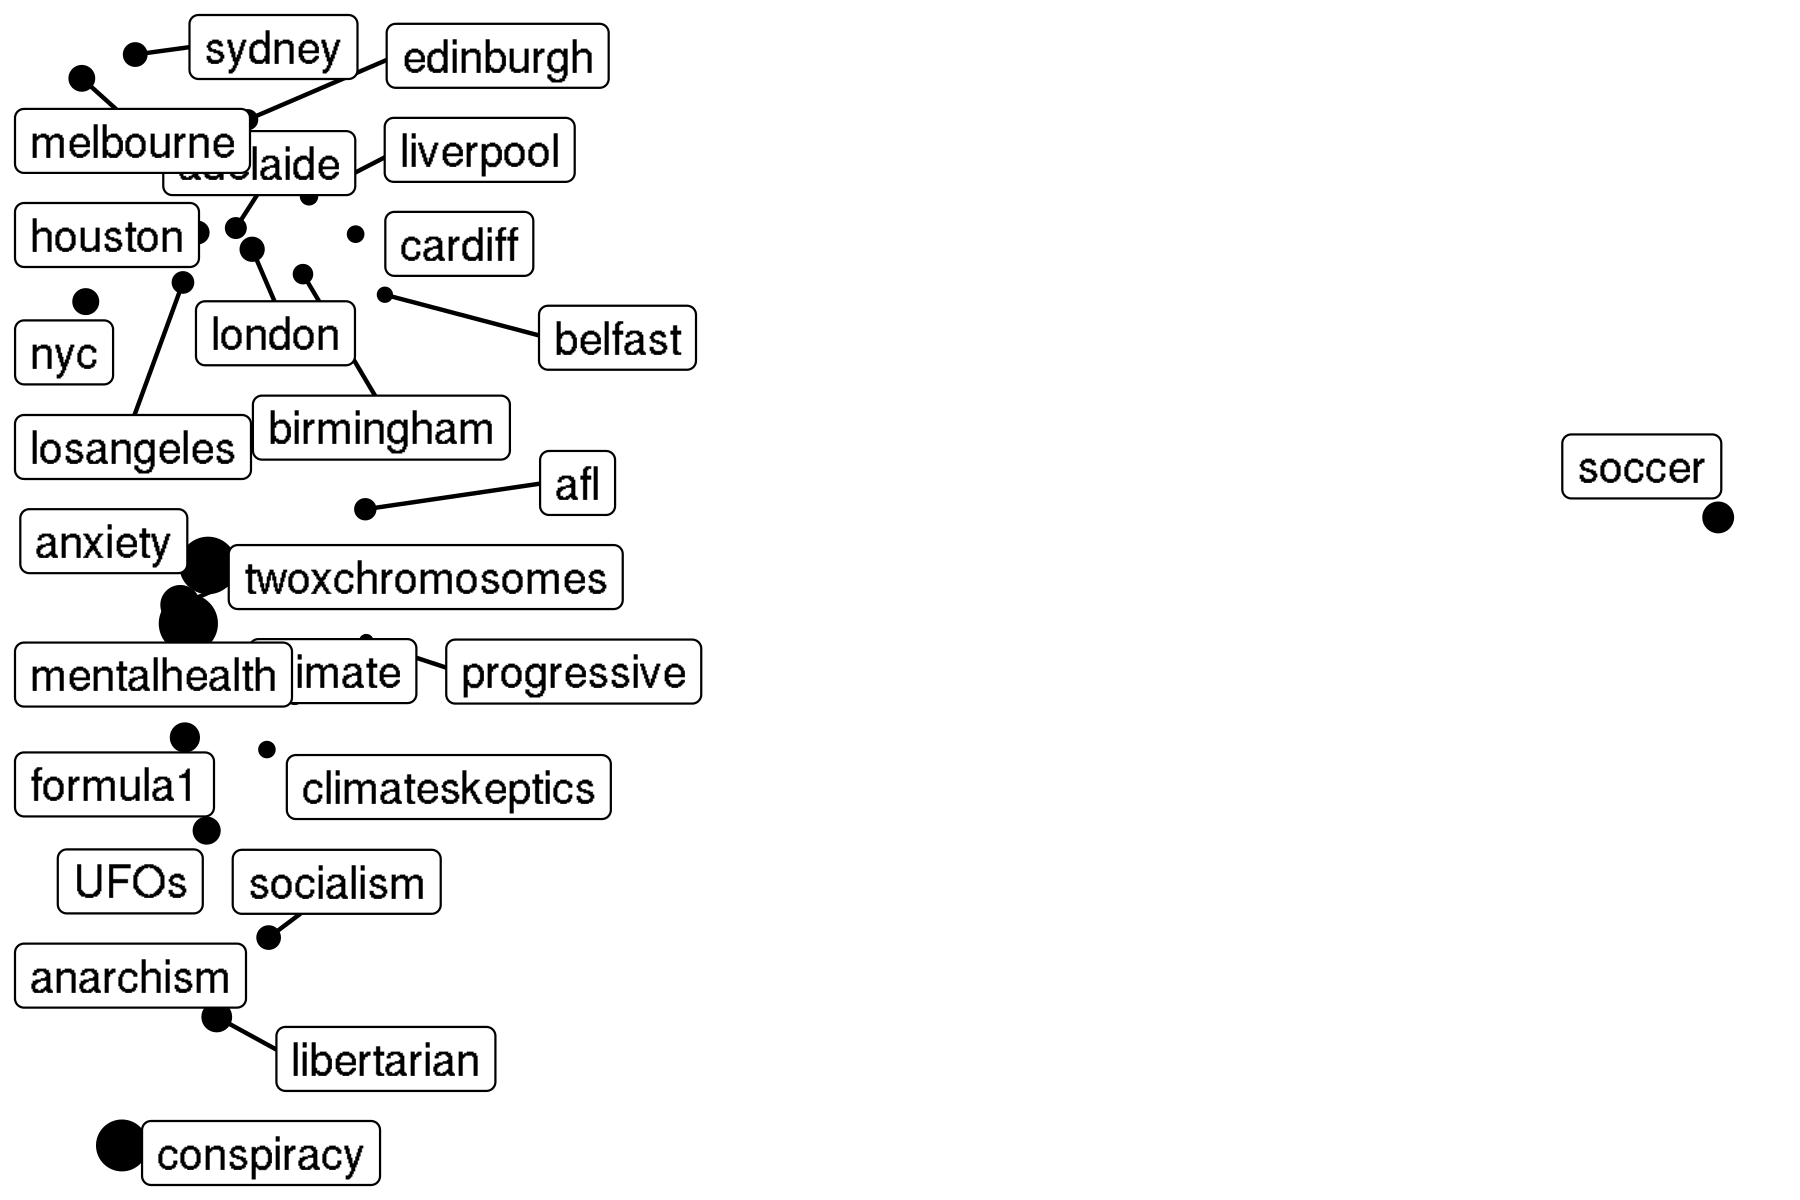 sydney
edinburgh
melbourne
adelaide
liverpool
houston
cardiff
london
belfast
nyc
losangeles
birmingham
afl
soccer
anxiety
twoxchromosomes
mentalhealth
imate
progressive
formula1
climateskeptics
UFOs
socialism
anarchism
libertarian
conspiracy